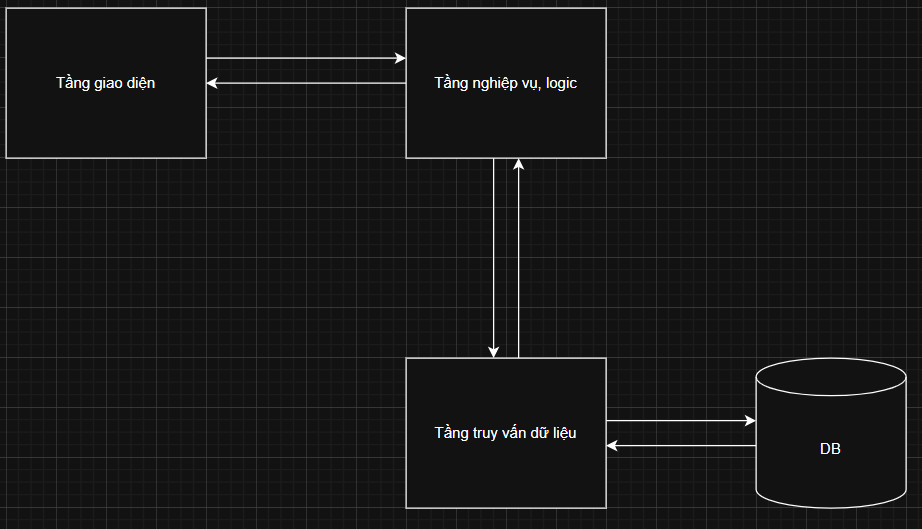 Tầng giao diện
Tầng nghiệp vụ, logic
Tầng truy vấn dữ liệu
DB